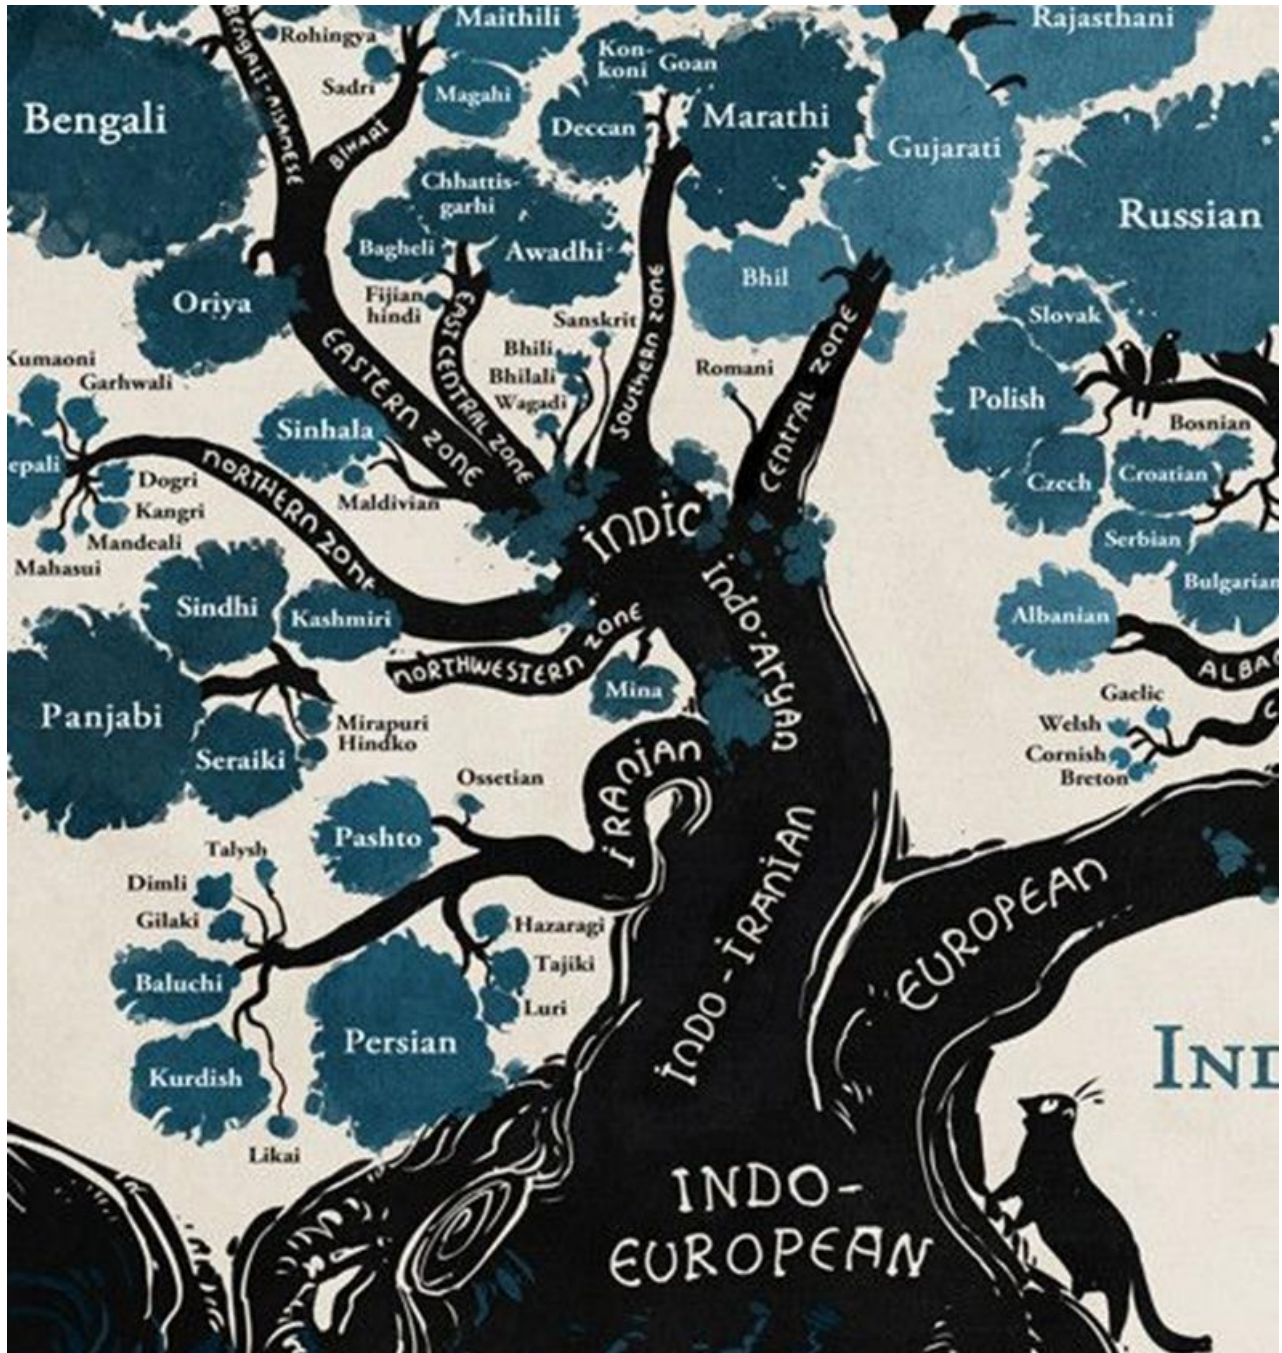 Rohingya
Maithili
Rajasthani
Kon-
koni
Goan
Sadri
Magahi
Bengali
BENGALI-ASSAMESE
BIHARI
Deccan
Marathi
Gujarati
Chhattis-
garhi
Russian
Bagheli
Awadhi
Bhil
Oriya
Fijian
hindi
EAST CENTRAL ZONE
Sanskrit
SOUTHERN ZONE
Slovak
EASTERN ZONE
Bhili
Bhilali
Wagadi
Romani
CENTRAL ZONE
Kumaoni
Garhwali
Polish
Bosnian
Sinhala
epali
NORTHERN ZONE
Dogri
Kangri
Mandeali
Mahasui
Maldivian
Czech
Croatian
INDIC
Serbian
Bulgarian
Sindhi
Kashmiri
NORTHWESTERN ZONE
INDO-ARYAN
Albanian
ALBA
Mina
Gaelic
Panjabi
Mirapuri
Hindko
Seraiki
Welsh
Cornish
Breton
IRANIAN
Ossetian
Pashto
Talysh
Dimli
Gilaki
INDO-IRANIAN
EUROPEAN
Hazaragi
Tajiki
Luri
Baluchi
Persian
Kurdish
Likai
IND
INDO-
EUROPEAN